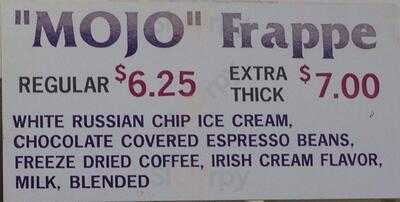 "MOJO" Frappe
REGULAR $6.25 EXTRA THICK $7.00
WHITE RUSSIAN CHIP ICE CREAM,
CHOCOLATE COVERED ESPRESSO BEANS,
FREEZE DRIED COFFEE, IRISH CREAM FLAVOR,
MILK, BLENDED